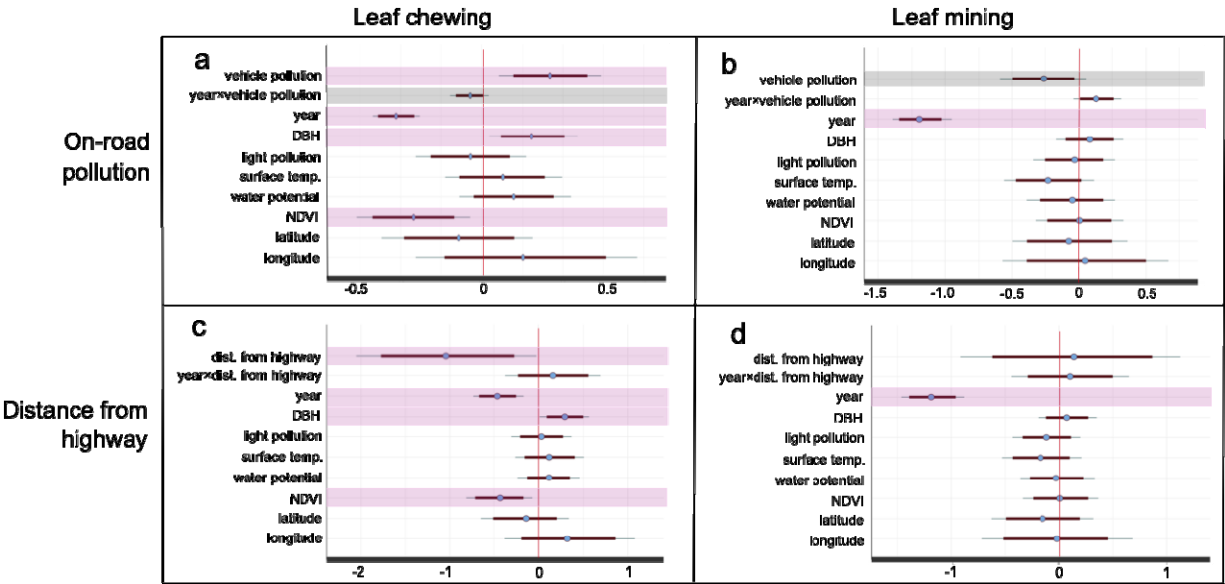 Leaf chewing
Leaf mining
On-road
pollution
a
vehicle pollution
year×vehicle pollution
year
DBH
light pollution
surface temp.
water potential
NDVI
latitude
longitude
-0.5 0 0.5
b
vehicle pollution
year×vehicle pollution
year
DBH
light pollution
surface temp.
water potential
NDVI
latitude
longitude
-1.5 -1.0 -0.5 0 0.5
Distance from
highway
c
dist. from highway
year×dist. from highway
year
DBH
light pollution
surface temp.
water potential
NDVI
latitude
longitude
-2 -1 0 1
d
dist. from highway
year×dist. from highway
year
DBH
light pollution
surface temp.
water potential
NDVI
latitude
longitude
-1 0 1